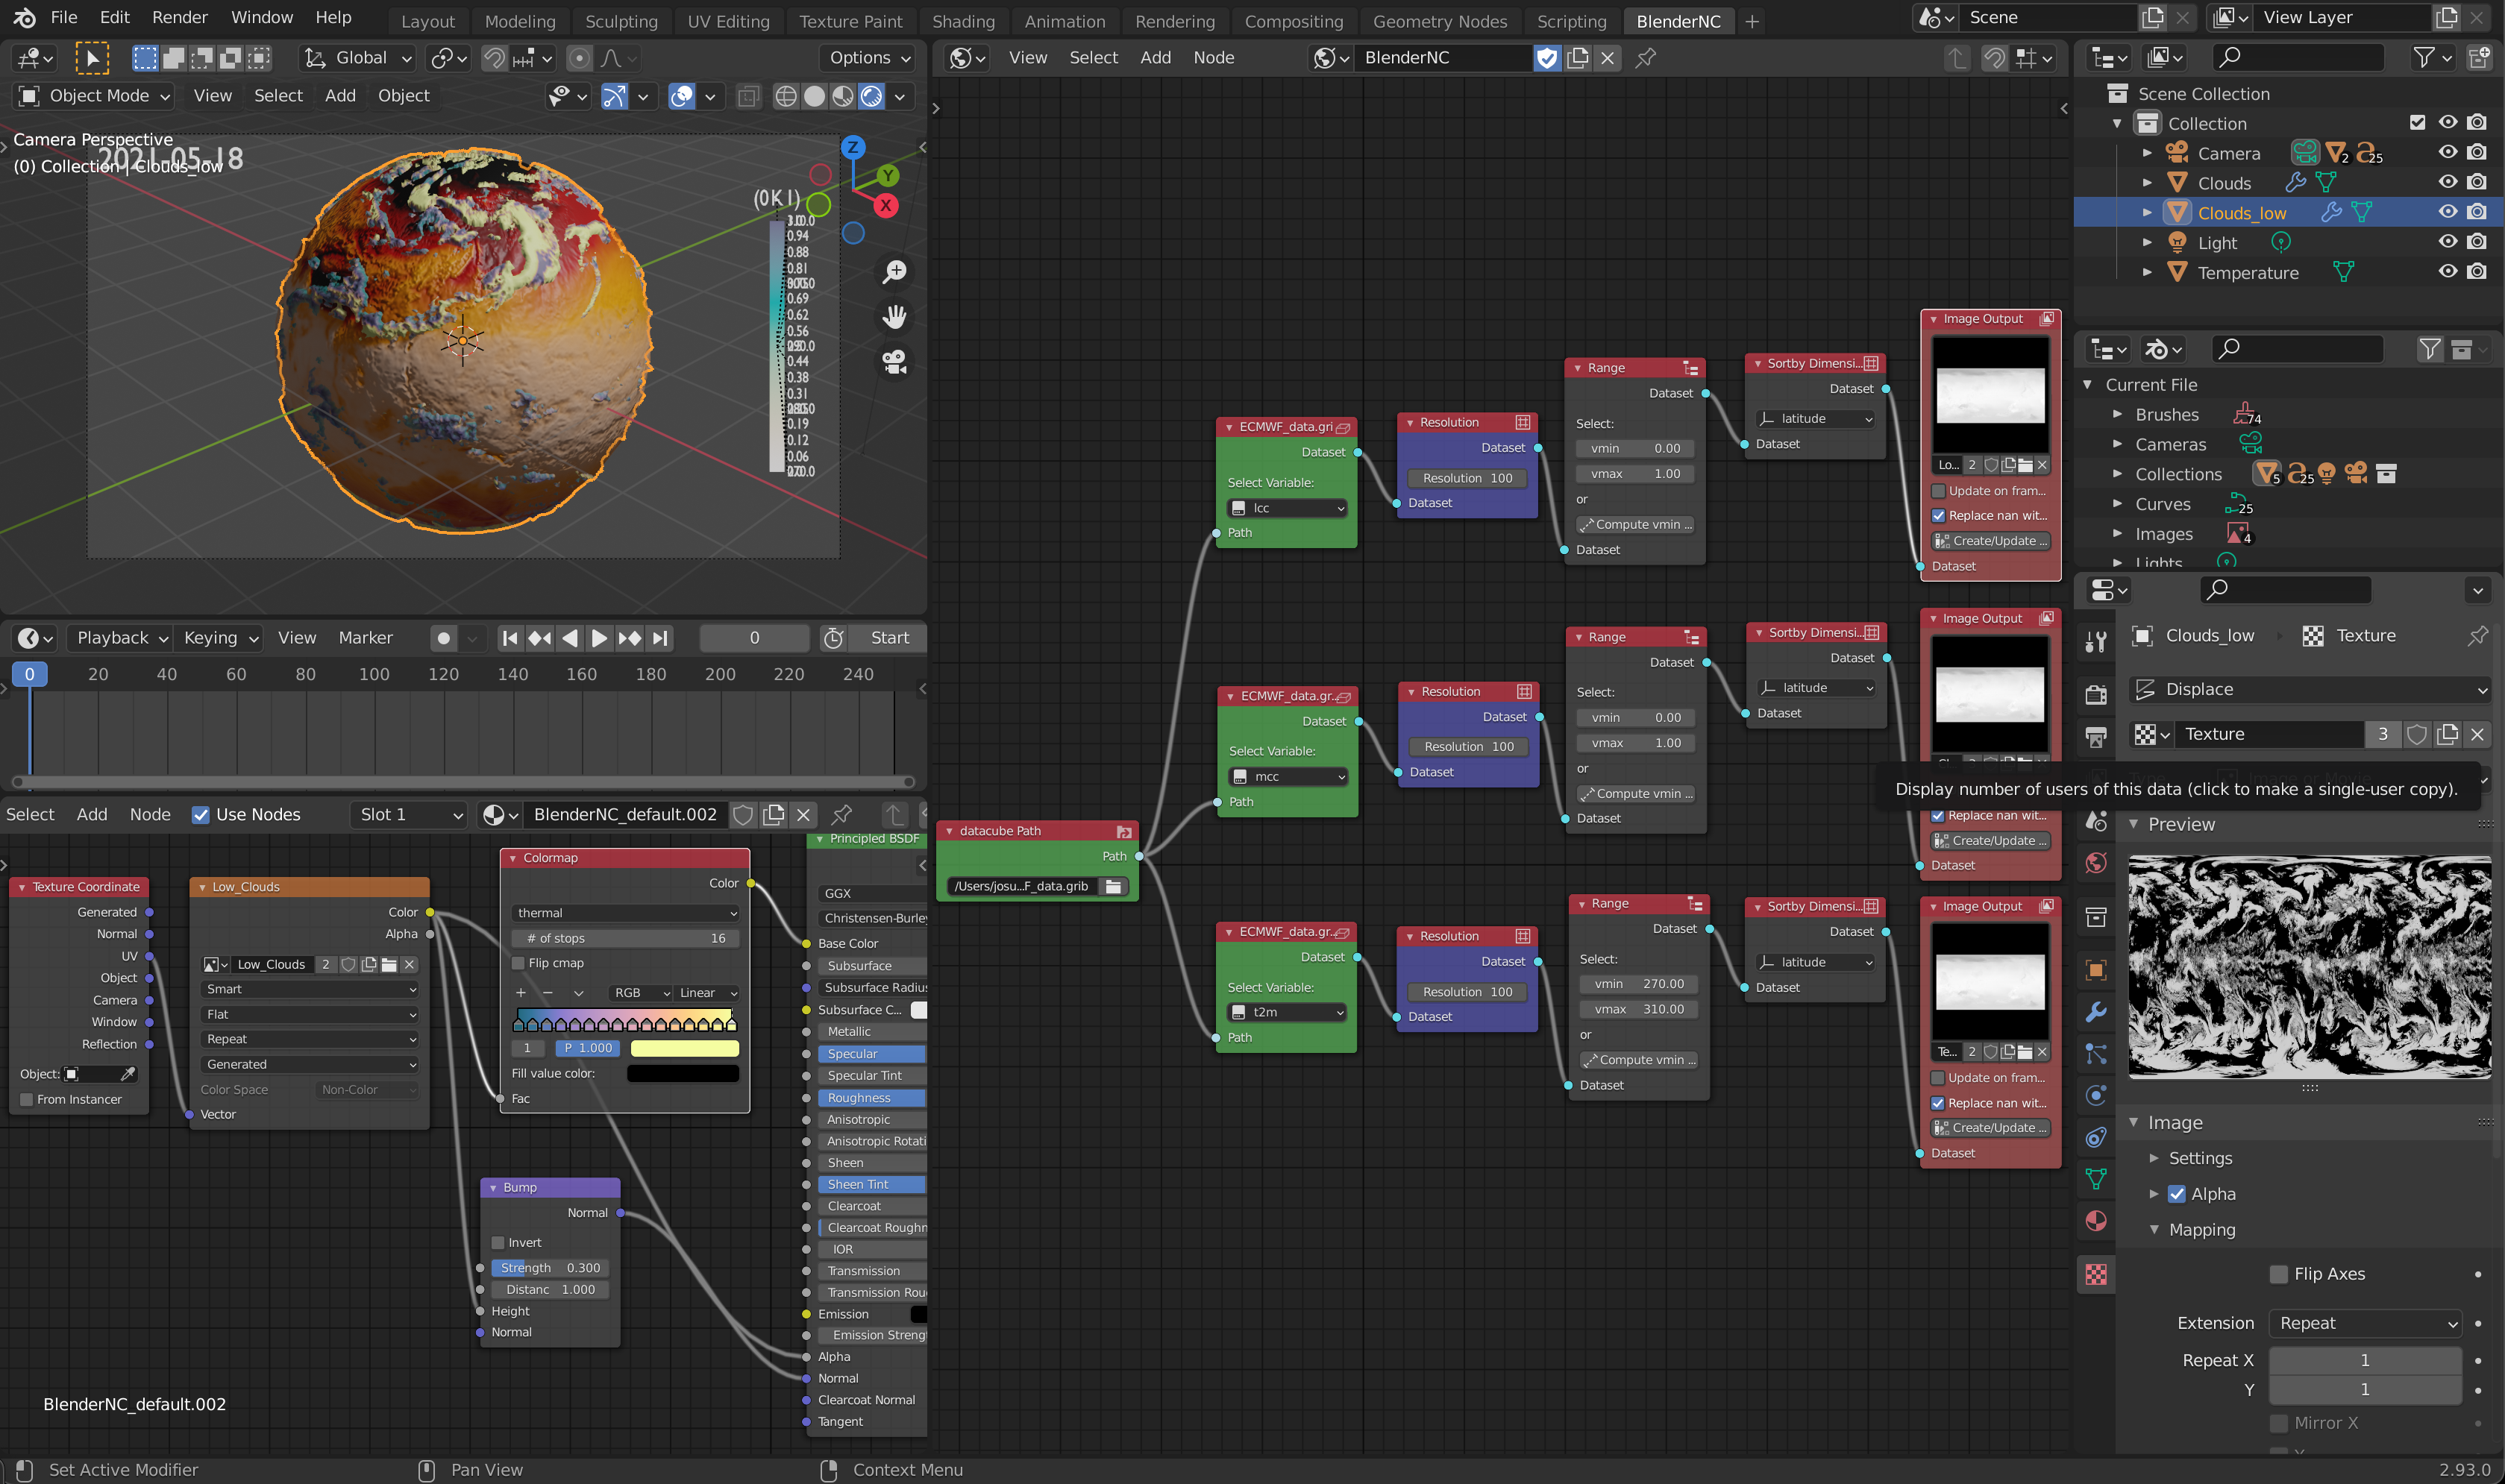 File Edit Render Window Help
Layout Modeling Sculpting UV Editing Texture Paint Shading Animation Rendering Compositing Geometry Nodes Scripting BlenderNC
Scene
View Layer
Global
Options
Object Mode View Select Add Object
Camera Perspective
(0) Collection | Clouds_low
2021-05-18
Z
Y
X
0.94
0.88
0.81
0.69
0.62
0.56
0.44
0.38
0.31
0.19
0.12
0.06
View Select Add Node
BlenderNC
datacube Path
Path
/Users/josu...F_data.grib
ECMWF_data.gri
Dataset
Select Variable:
lcc
Path
Resolution
Dataset
Resolution 100
Dataset
Range
Dataset
Select:
vmin 0.00
vmax 1.00
or
Compute vmin ...
Dataset
Sortby Dimensi...
Dataset
latitude
Dataset
Image Output
Lo... 2
Update on fram...
Replace nan wit...
Create/Update ...
Dataset
ECMWF_data.gr...
Dataset
Select Variable:
mcc
Path
Resolution
Dataset
Resolution 100
Dataset
Range
Dataset
Select:
vmin 0.00
vmax 1.00
or
Compute vmin ...
Dataset
Sortby Dimensi...
Dataset
latitude
Dataset
Image Output
Replace nan wit...
Create/Update ...
Dataset
ECMWF_data.gr...
Dataset
Select Variable:
t2m
Path
Resolution
Dataset
Resolution 100
Dataset
Range
Dataset
Select:
vmin 270.00
vmax 310.00
or
Compute vmin ...
Dataset
Sortby Dimensi...
Dataset
latitude
Dataset
Image Output
Te... 2
Update on fram...
Replace nan wit...
Create/Update ...
Dataset
Scene Collection
Collection
Camera 2 25
Clouds
Clouds_low
Light
Temperature
Current File
Brushes 74
Cameras
Collections 5 25
Curves 25
Images 4
Lights
Clouds_low Texture
Displace
Texture 3
Display number of users of this data (click to make a single-user copy).
Preview
Image
Settings
Alpha
Mapping
Flip Axes
Extension Repeat
Repeat X 1
Y 1
Mirror X
Playback Keying View Marker
0
Start
0 20 40 60 80 100 120 140 160 180 200 220 240
Select Add Node Use Nodes Slot 1 BlenderNC_default.002
Texture Coordinate
Generated
Normal
UV
Object
Camera
Window
Reflection
Object:
From Instancer
Low_Clouds
Color
Alpha
Low_Clouds 2
Smart
Flat
Repeat
Generated
Color Space Non-Color
Vector
Colormap
Color
thermal
# of stops 16
Flip cmap
RGB Linear
1 P 1.000
Fill value color:
Fac
Bump
Normal
Invert
Strength 0.300
Distanc 1.000
Height
Normal
Principled BSDF
GGX
Christensen-Burley
Base Color
Subsurface
Subsurface Radius
Subsurface C...
Metallic
Specular
Specular Tint
Roughness
Anisotropic
Anisotropic Rotati
Sheen
Sheen Tint
Clearcoat
Clearcoat Roughn
IOR
Transmission
Transmission Rou
Emission
Emission Strengt
Alpha
Normal
Clearcoat Normal
Tangent
BlenderNC_default.002
Set Active Modifier
Pan View
Context Menu
2.93.0